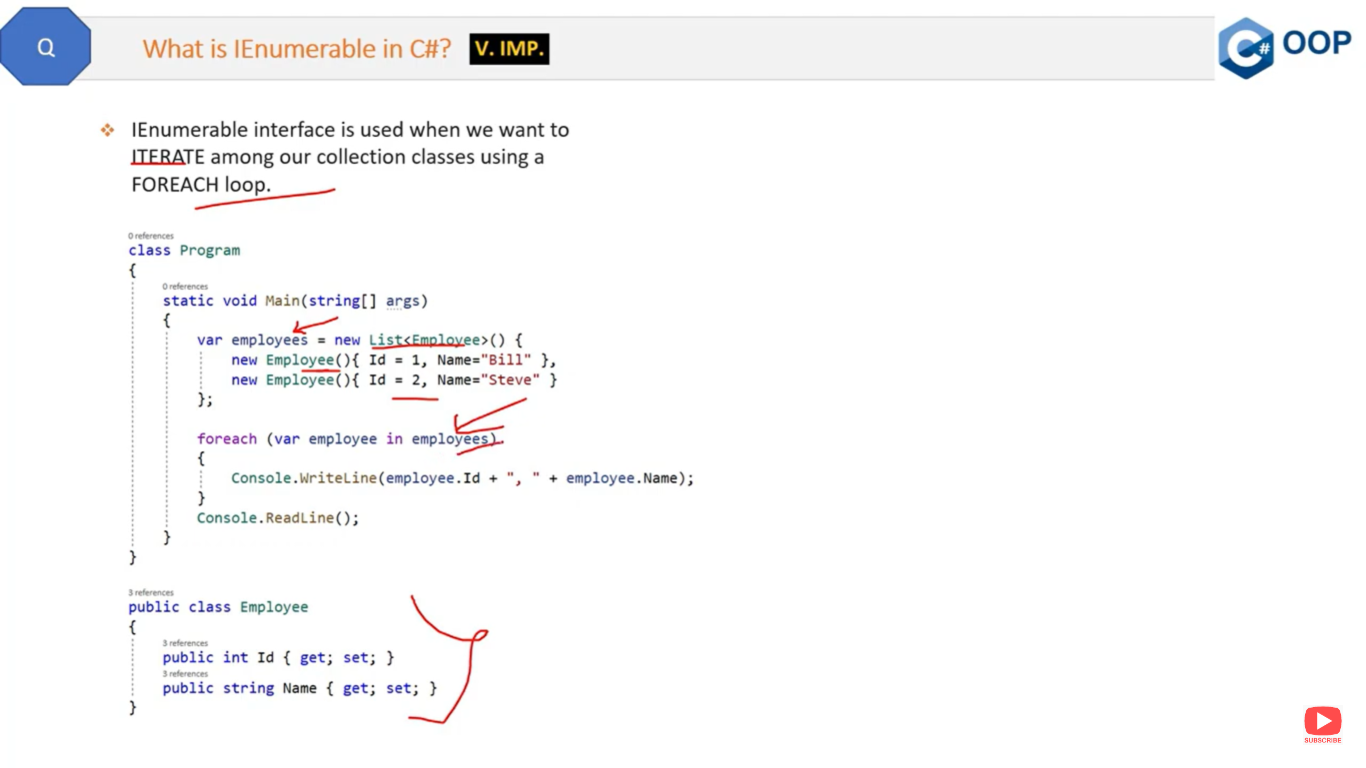 Q
What is IEnumerable in C#? V. IMP.
C# OOP
IEnumerable interface is used when we want to
ITERATE among our collection classes using a
FOREACH loop.
0 references
class Program
{
0 references
static void Main(string[] args)
{
var employees = new List<Employee>() {
new Employee(){ Id = 1, Name="Bill" },
new Employee(){ Id = 2, Name="Steve" }
};
foreach (var employee in employees)
{
Console.WriteLine(employee.Id + ", " + employee.Name);
}
Console.ReadLine();
}
}
3 references
public class Employee
{
3 references
public int Id { get; set; }
3 references
public string Name { get; set; }
}
SUBSCRIBE